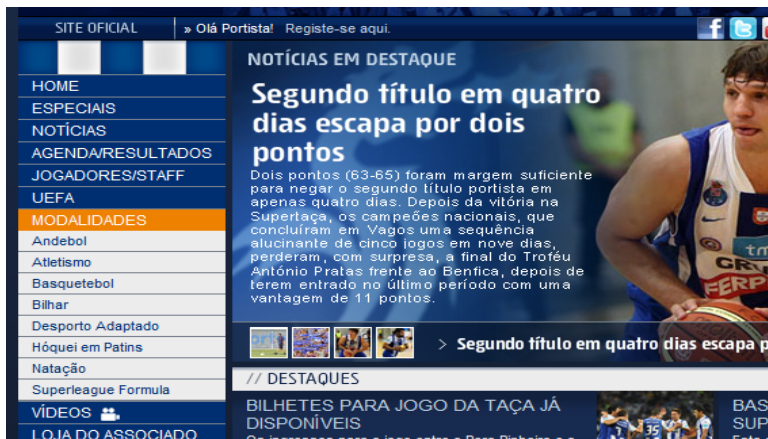 SITE OFICIAL
» Olá Portista! Registe-se aqui.
HOME
ESPECIAIS
NOTÍCIAS
AGENDA/RESULTADOS
JOGADORES/STAFF
UEFA
MODALIDADES
Andebol
Atletismo
Basquetebol
Bilhar
Desporto Adaptado
Hóquei em Patins
Natação
Superleague Formula
VÍDEOS
LOJA DO ASSOCIADO
NOTÍCIAS EM DESTAQUE
Segundo título em quatro
dias escapa por dois
pontos
Dois pontos (63-65) foram margem suficiente
para negar o segundo título portista em
apenas quatro dias. Depois da vitória na
Supertaça, os campeões nacionais, que
concluíram em Vagos uma sequência
alucinante de cinco jogos em nove dias,
perderam, com surpresa, a final do Troféu
António Pratas frente ao Benfica, depois de
terem entrado no último período com uma
vantagem de 11 pontos.
> Segundo título em quatro dias escapa p
// DESTAQUES
BILHETES PARA JOGO DA TAÇA JÁ
DISPONÍVEIS
BAS
SUP